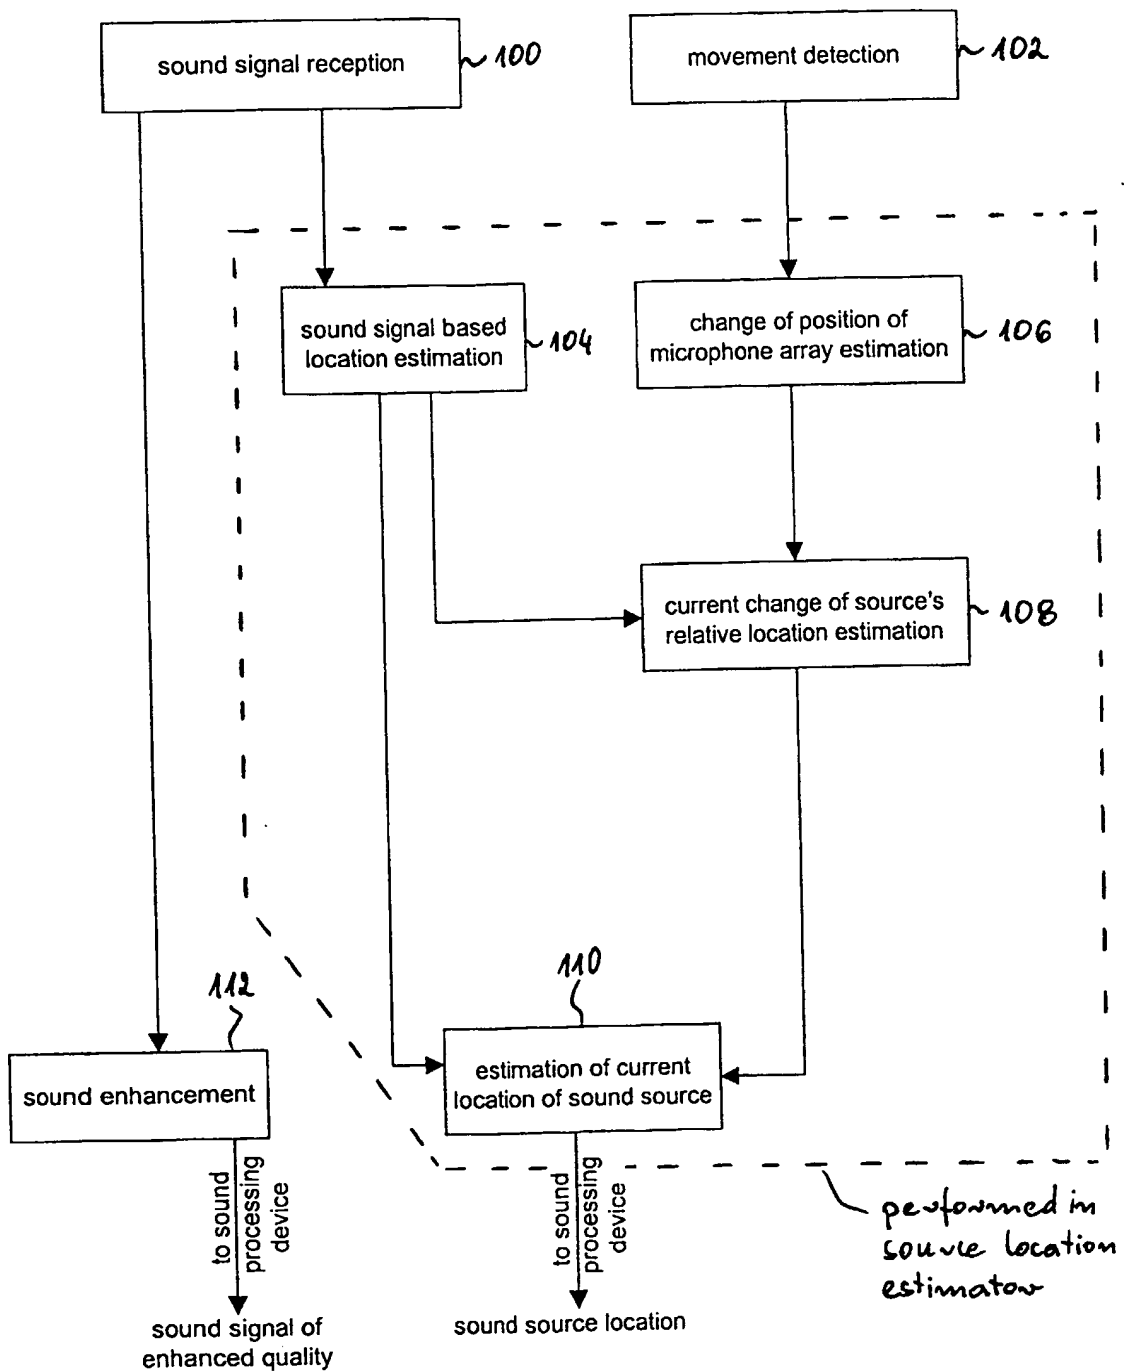 sound signal reception
100
movement detection
102
sound signal based
location estimation
104
change of position of
microphone array estimation
106
current change of source's
relative location estimation
108
112
110
sound enhancement
estimation of current
location of sound source
to sound
processing
device
to sound
processing
device
performed in
source location
estimator
sound signal of
enhanced quality
sound source location